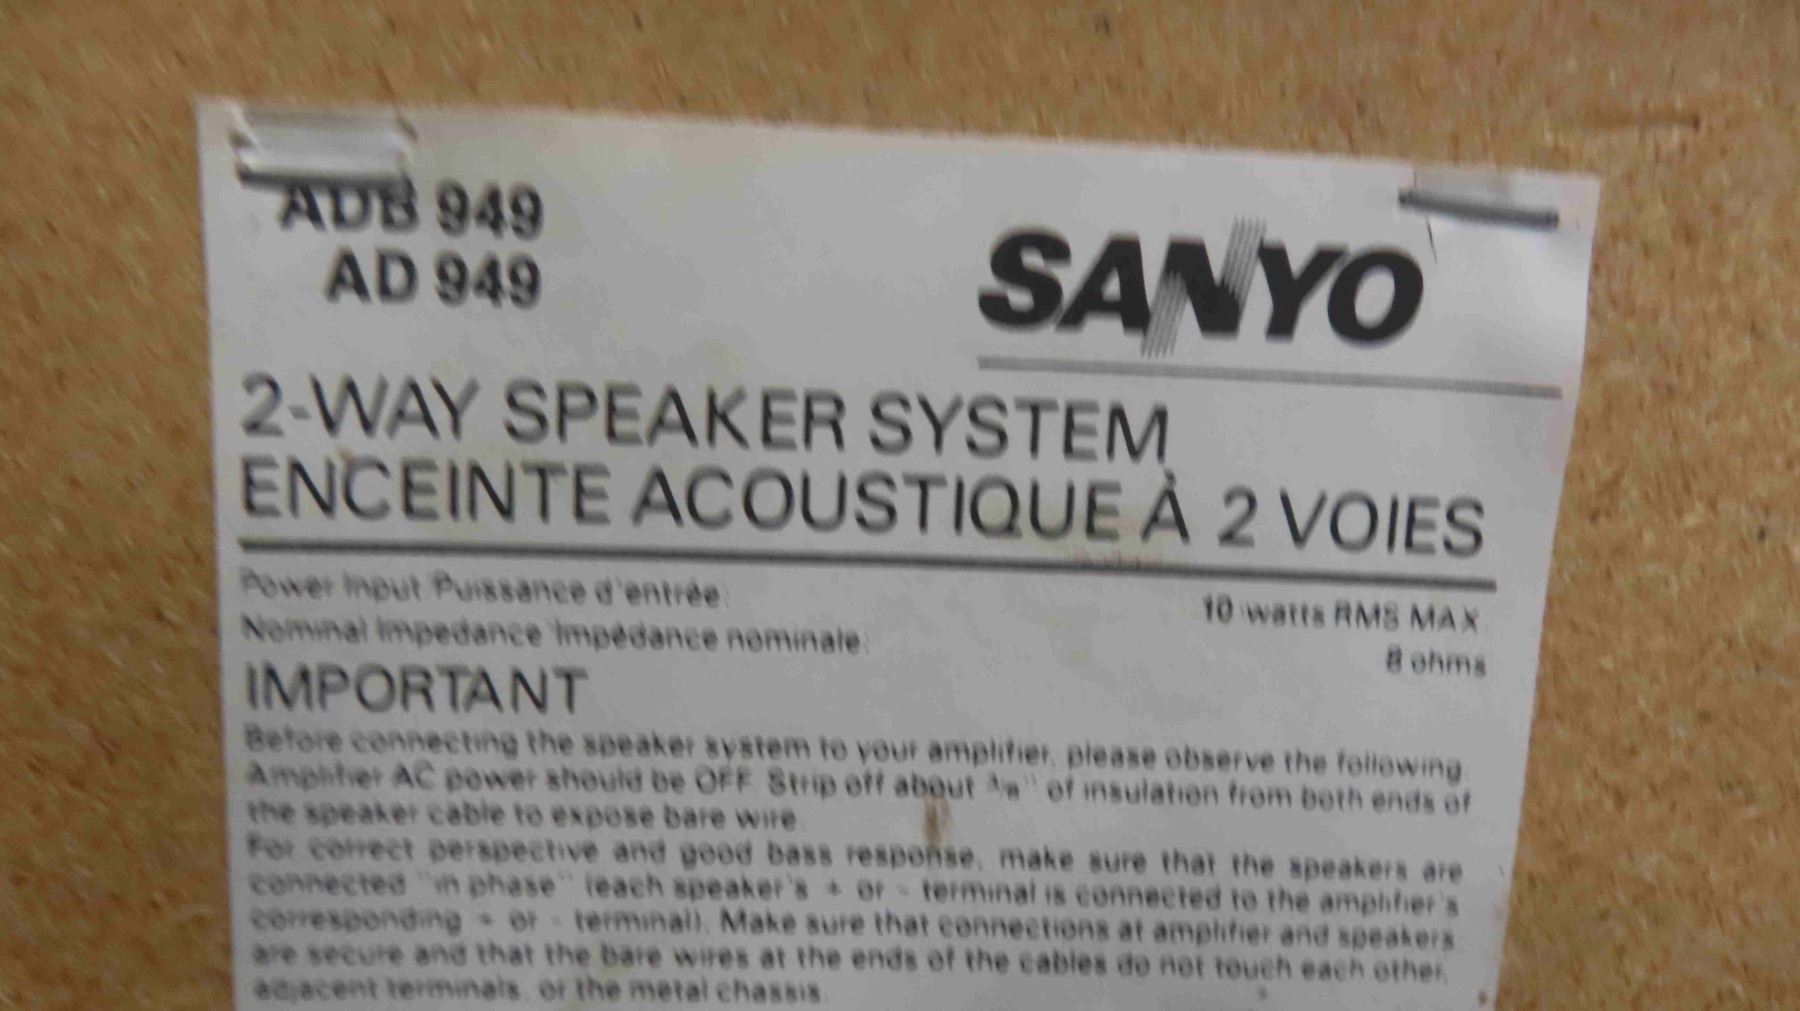 ADB 949
AD 949
SANYO
2-WAY SPEAKER SYSTEM
ENCEINTE ACOUSTIQUE À 2 VOIES
Power Input/Puissance d'entrée: 10 watts RMS MAX
Nominal Impedance/Impédance nominale: 8 ohms
IMPORTANT
Before connecting the speaker system to your amplifier, please observe the following.
Amplifier AC power should be OFF. Strip off about 3/8" of insulation from both ends of
the speaker cable to expose bare wire.
For correct perspective and good bass response, make sure that the speakers are
connected "in phase" (each speaker's + or - terminal is connected to the amplifier's
corresponding + or - terminal). Make sure that connections at amplifier and speakers
are secure and that the bare wires at the ends of the cables do not touch each other,
adjacent terminals, or the metal chassis.